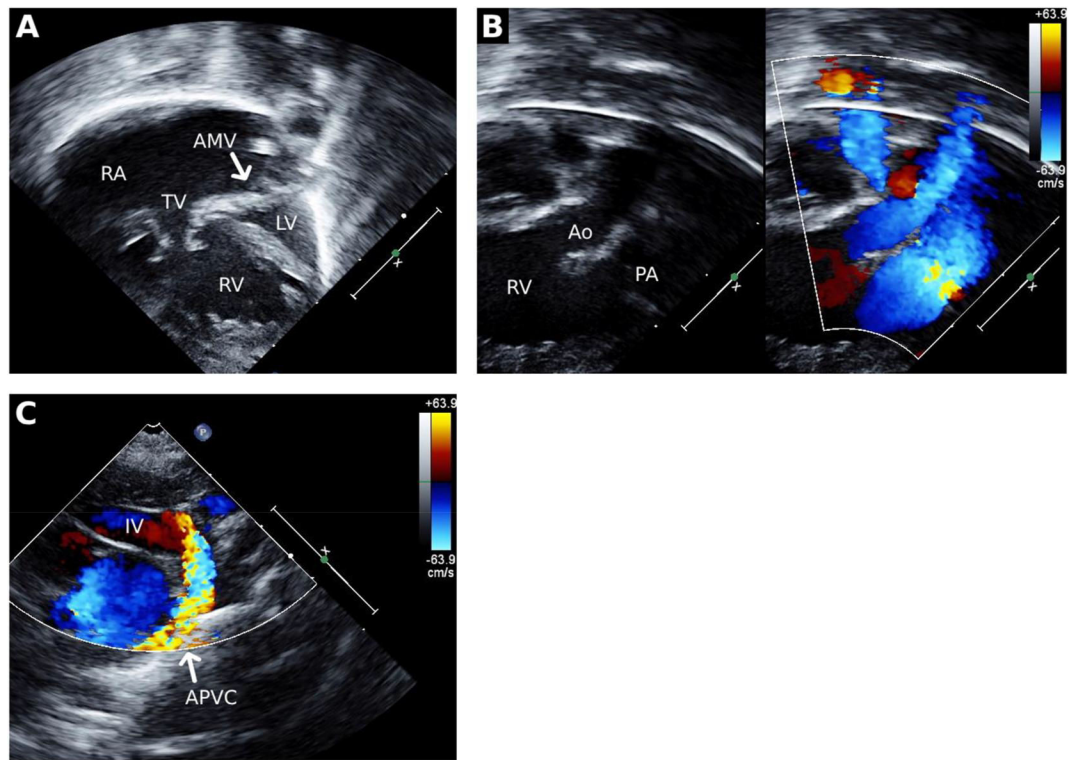 A
AMV
RA
TV
LV
RV
x
B
+63.9
-63.9
cm/s
Ao
RV
PA
x
x
C
+63.9
P
IV
x
-63.9
cm/s
APVC